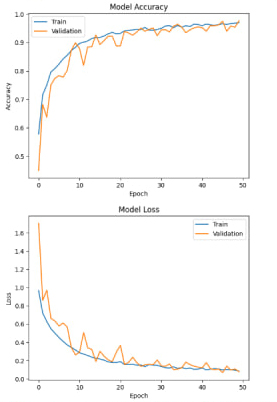 Model Accuracy
1.0
0.9
0.8
0.7
0.6
0.5
Accuracy
Train
Validation
0
10
20
30
40
50
Epoch
Model Loss
1.6
1.4
1.2
1.0
0.8
0.6
0.4
0.2
0.0
Loss
Train
Validation
0
10
20
30
40
50
Epoch